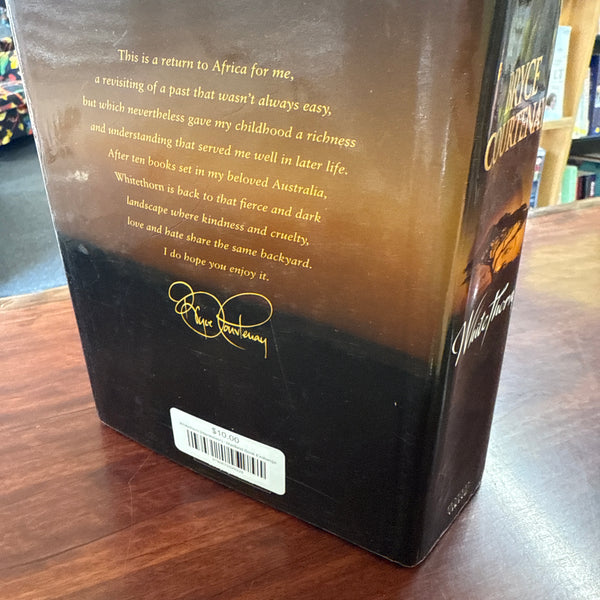 This is a return to Africa for me,
a revisiting of a past that wasn't always easy,
but which nevertheless gave my childhood a richness
and understanding that served me well in later life.
After ten books set in my beloved Australia,
Whitethorn is back to that fierce and dark
landscape where kindness and cruelty,
love and hate share the same backyard.
I do hope you enjoy it.
Bryce Courtenay
$10.00
BRYCE
COURTENAY
Whitethorn